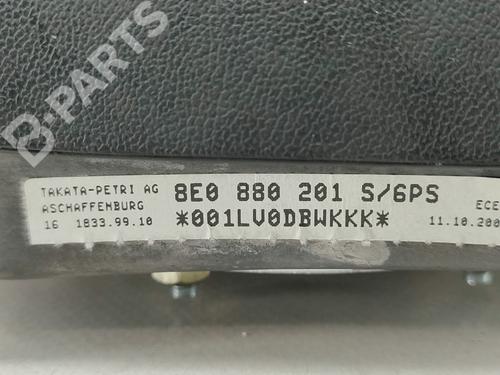 B-PARTS
TAKATA-PETRI AG
ASCHAFFENBURG
16 1833.99.10
8E0 880 201 S/6PS
*001LV0DBWKKK*
ECE
11.10.200